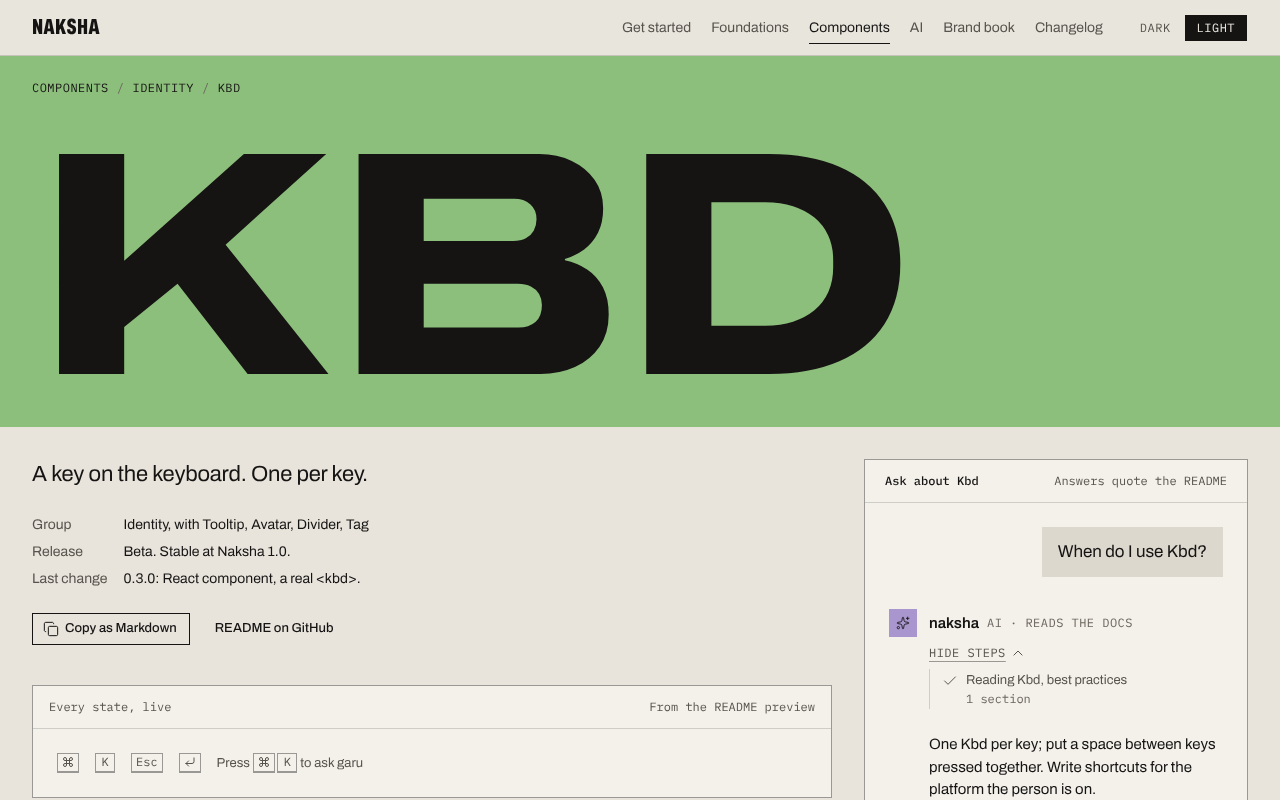 NAKSHA
Get started Foundations Components AI Brand book Changelog DARK LIGHT
COMPONENTS / IDENTITY / KBD
KBD
A key on the keyboard. One per key.
Group Identity, with Tooltip, Avatar, Divider, Tag
Release Beta. Stable at Naksha 1.0.
Last change 0.3.0: React component, a real <kbd>.
Copy as Markdown README on GitHub
Every state, live From the README preview
⌘ K Esc ↵ Press ⌘ K to ask garu
Ask about Kbd Answers quote the README
When do I use Kbd?
naksha AI · READS THE DOCS
HIDE STEPS
Reading Kbd, best practices
1 section
One Kbd per key; put a space between keys
pressed together. Write shortcuts for the
platform the person is on.